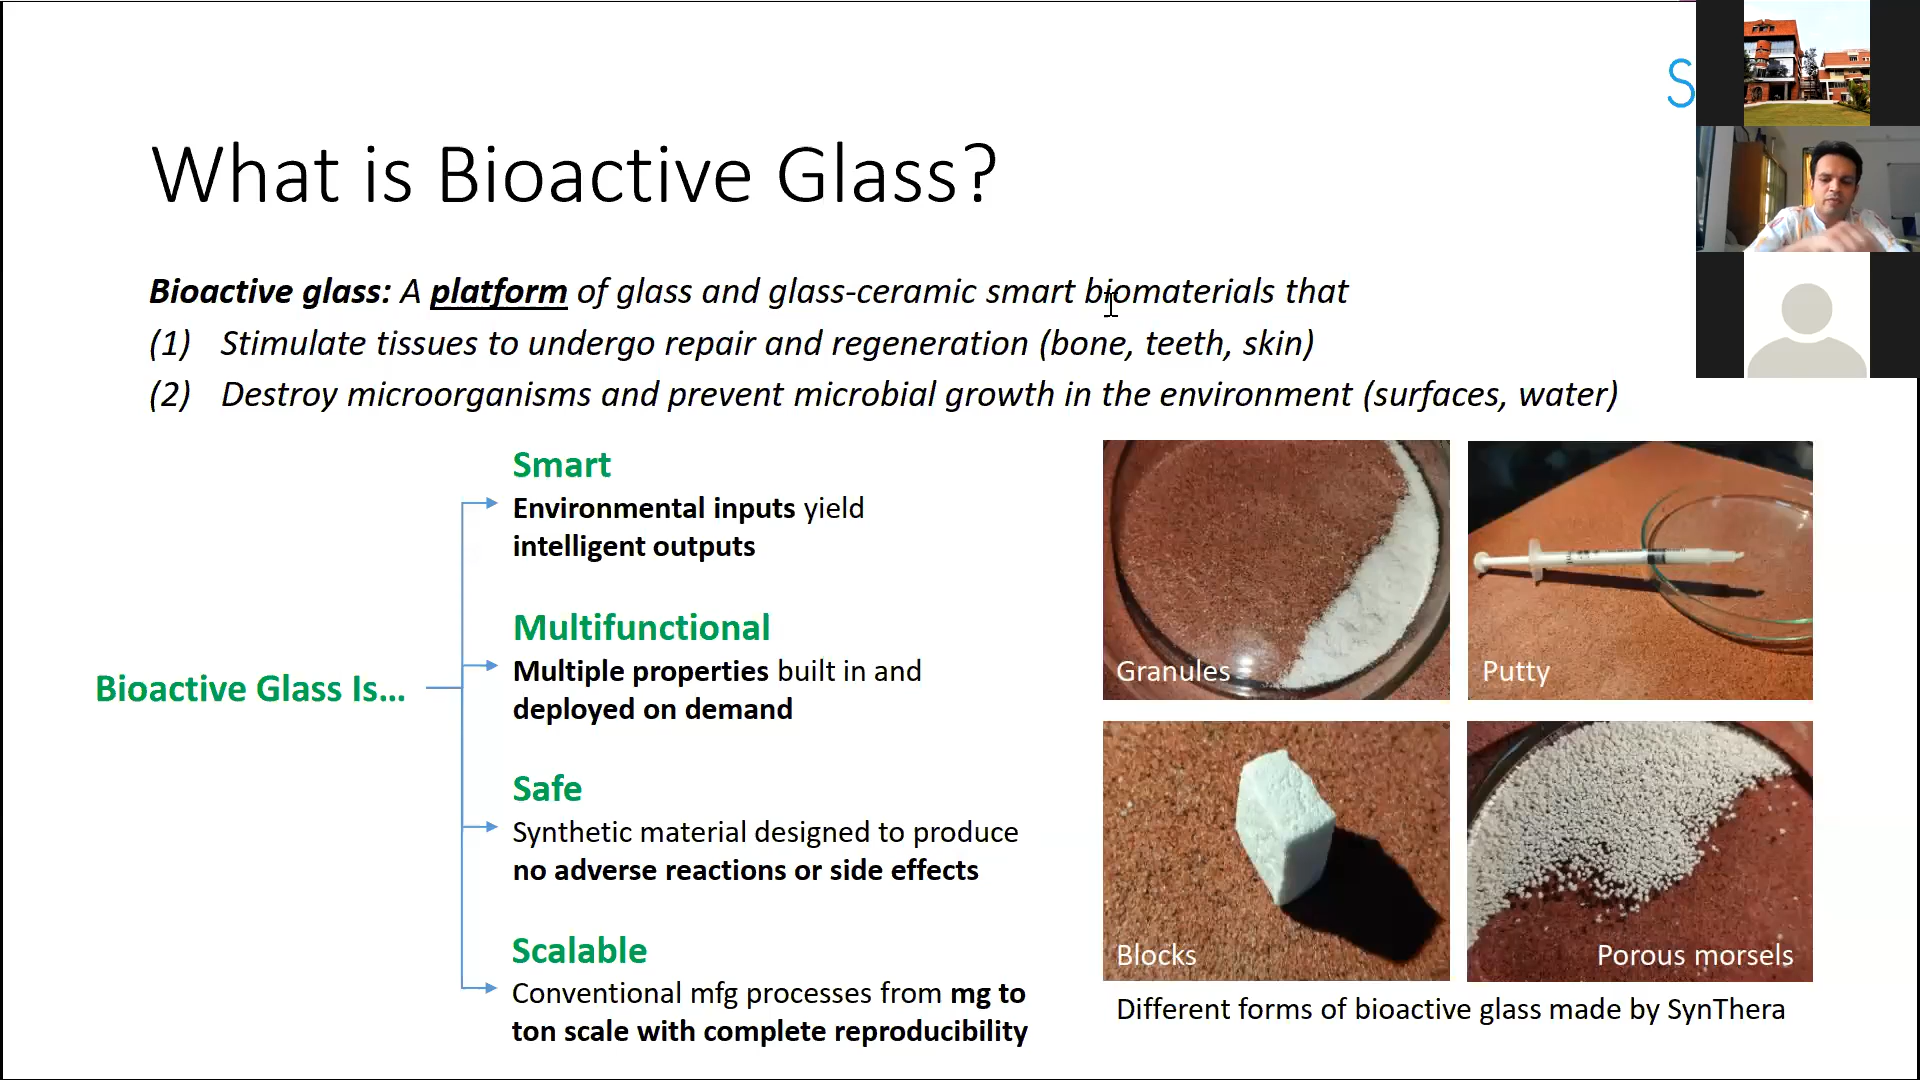 S
What is Bioactive Glass?
Bioactive glass: A platform of glass and glass-ceramic smart biomaterials that
(1) Stimulate tissues to undergo repair and regeneration (bone, teeth, skin)
(2) Destroy microorganisms and prevent microbial growth in the environment (surfaces, water)
Bioactive Glass Is...
Smart
Environmental inputs yield
intelligent outputs
Multifunctional
Multiple properties built in and
deployed on demand
Safe
Synthetic material designed to produce
no adverse reactions or side effects
Scalable
Conventional mfg processes from mg to
ton scale with complete reproducibility
Granules
Putty
Blocks
Porous morsels
Different forms of bioactive glass made by SynThera